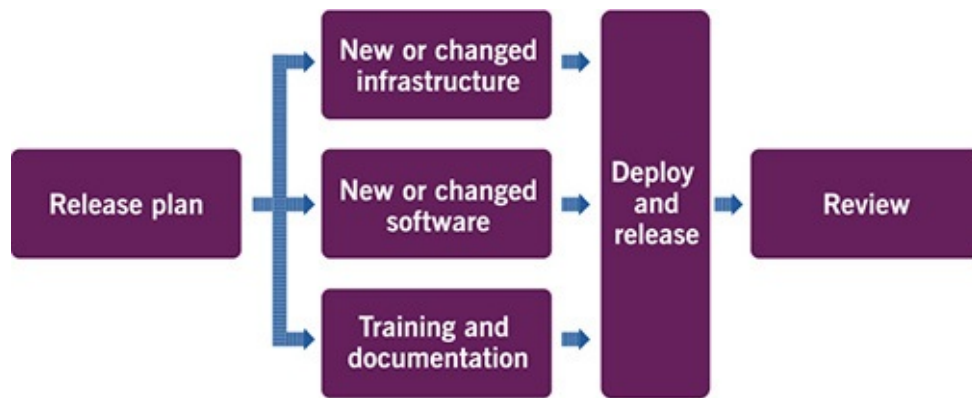 Release plan
New or changed
infrastructure
New or changed
software
Training and
documentation
Deploy
and
release
Review